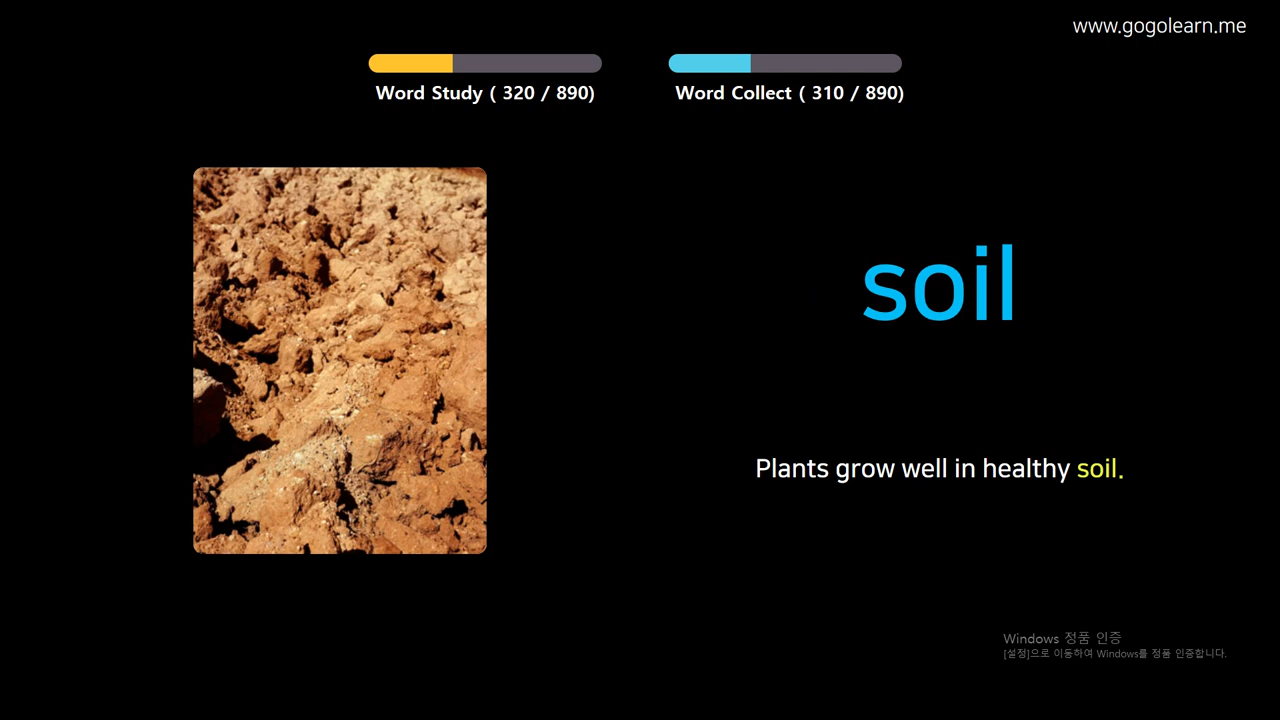 www.gogolearn.me
Word Study ( 320 / 890)
Word Collect ( 310 / 890)
soil
Plants grow well in healthy soil.
Windows 정품 인증
[설정]으로 이동하여 Windows를 정품 인증합니다.